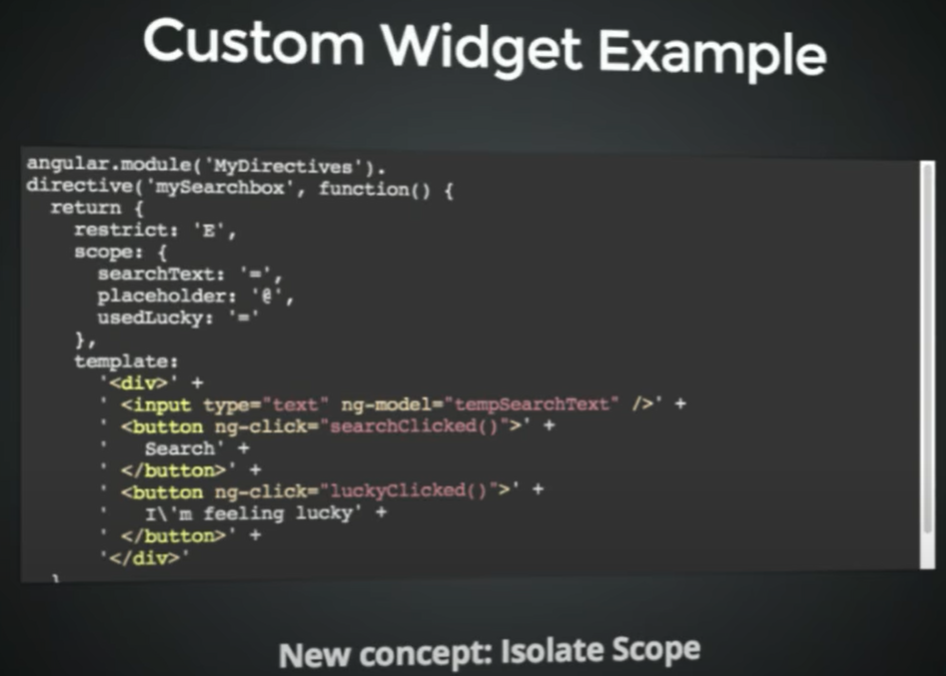 Custom Widget Example
angular.module('MyDirectives').
directive('mySearchbox', function() {
  return {
    restrict: 'E',
    scope: {
      searchText: '=',
      placeholder: '@',
      usedLucky: '='
    },
    template:
      '<div>' +
      ' <input type="text" ng-model="tempSearchText" />' +
      ' <button ng-click="searchClicked()">' +
      '   Search' +
      ' </button>' +
      ' <button ng-click="luckyClicked()">' +
      '   I\'m feeling lucky' +
      ' </button>' +
      '</div>'
  }
New concept: Isolate Scope